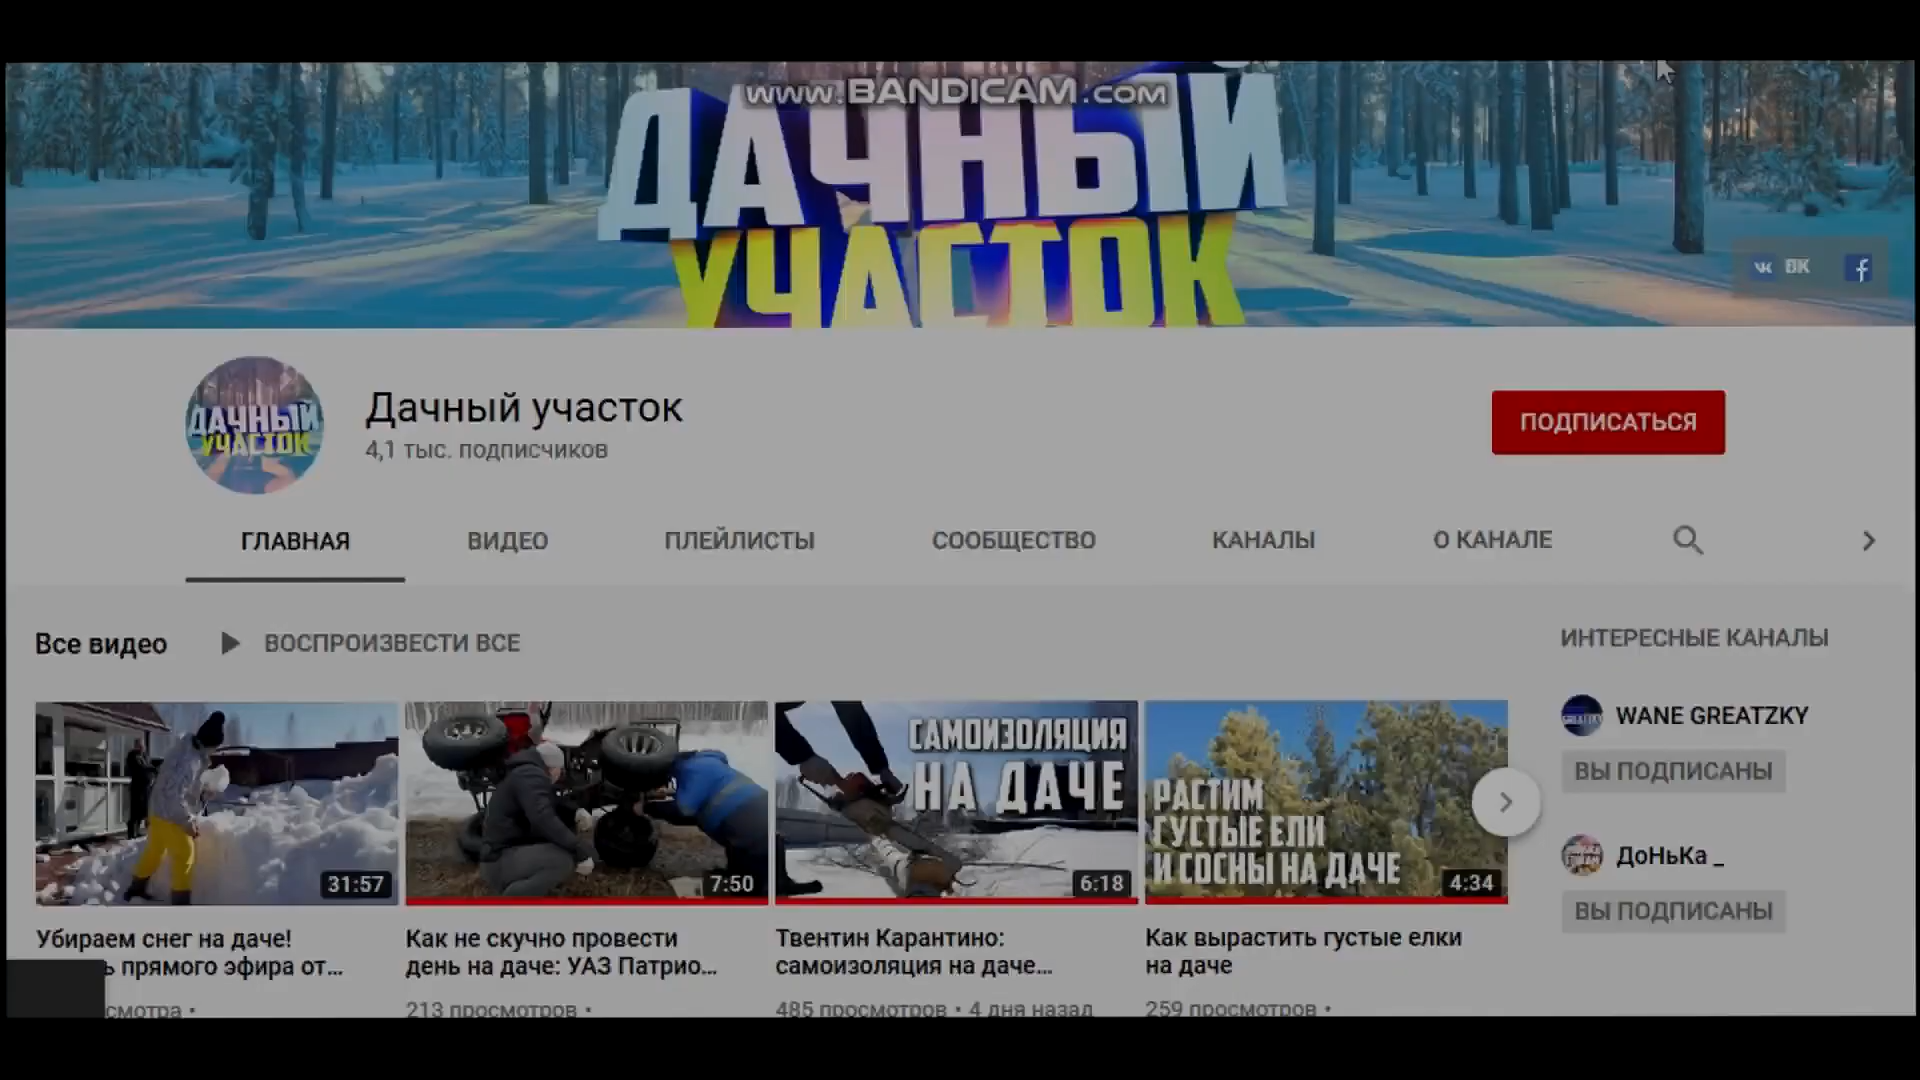 www.BANDICAM.com
ДАЧНЫЙ
УЧАСТОК
ДАЧНЫЙ
УЧАСТОК
Дачный участок
4,1 тыс. подписчиков
ПОДПИСАТЬСЯ
ГЛАВНАЯ ВИДЕО ПЛЕЙЛИСТЫ СООБЩЕСТВО КАНАЛЫ О КАНАЛЕ
Все видео ВОСПРОИЗВЕСТИ ВСЕ
ИНТЕРЕСНЫЕ КАНАЛЫ
31:57
7:50
САМОИЗОЛЯЦИЯ
НА ДАЧЕ
6:18
РАСТИМ
ГУСТЫЕ ЕЛИ
И СОСНЫ НА ДАЧЕ
4:34
WANE GREATZKY
ВЫ ПОДПИСАНЫ
ДоНьКа _
ВЫ ПОДПИСАНЫ
Убираем снег на даче!
прямого эфира от...
смотра •
Как не скучно провести
день на даче: УАЗ Патрио...
213 просмотров •
Твентин Карантино:
самоизоляция на даче...
485 просмотров • 4 дня назад
Как вырастить густые елки
на даче
259 просмотров •